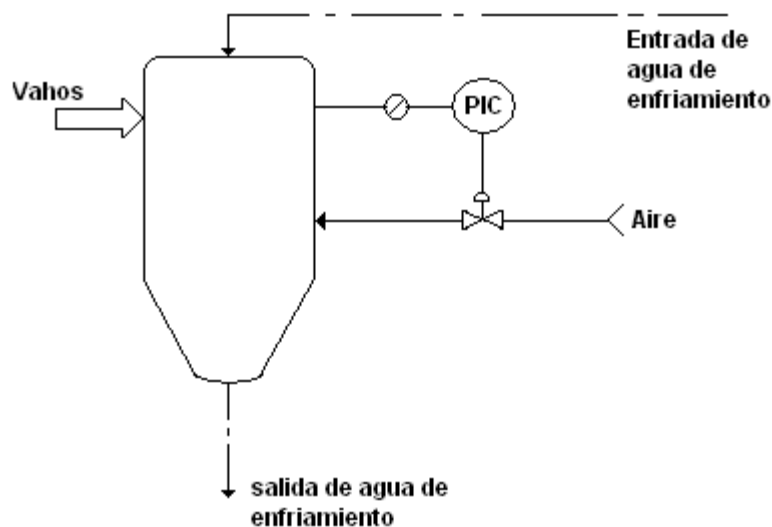 Entrada de
agua de
enfriamiento
Vahos
PIC
Aire
salida de agua de
enfriamiento